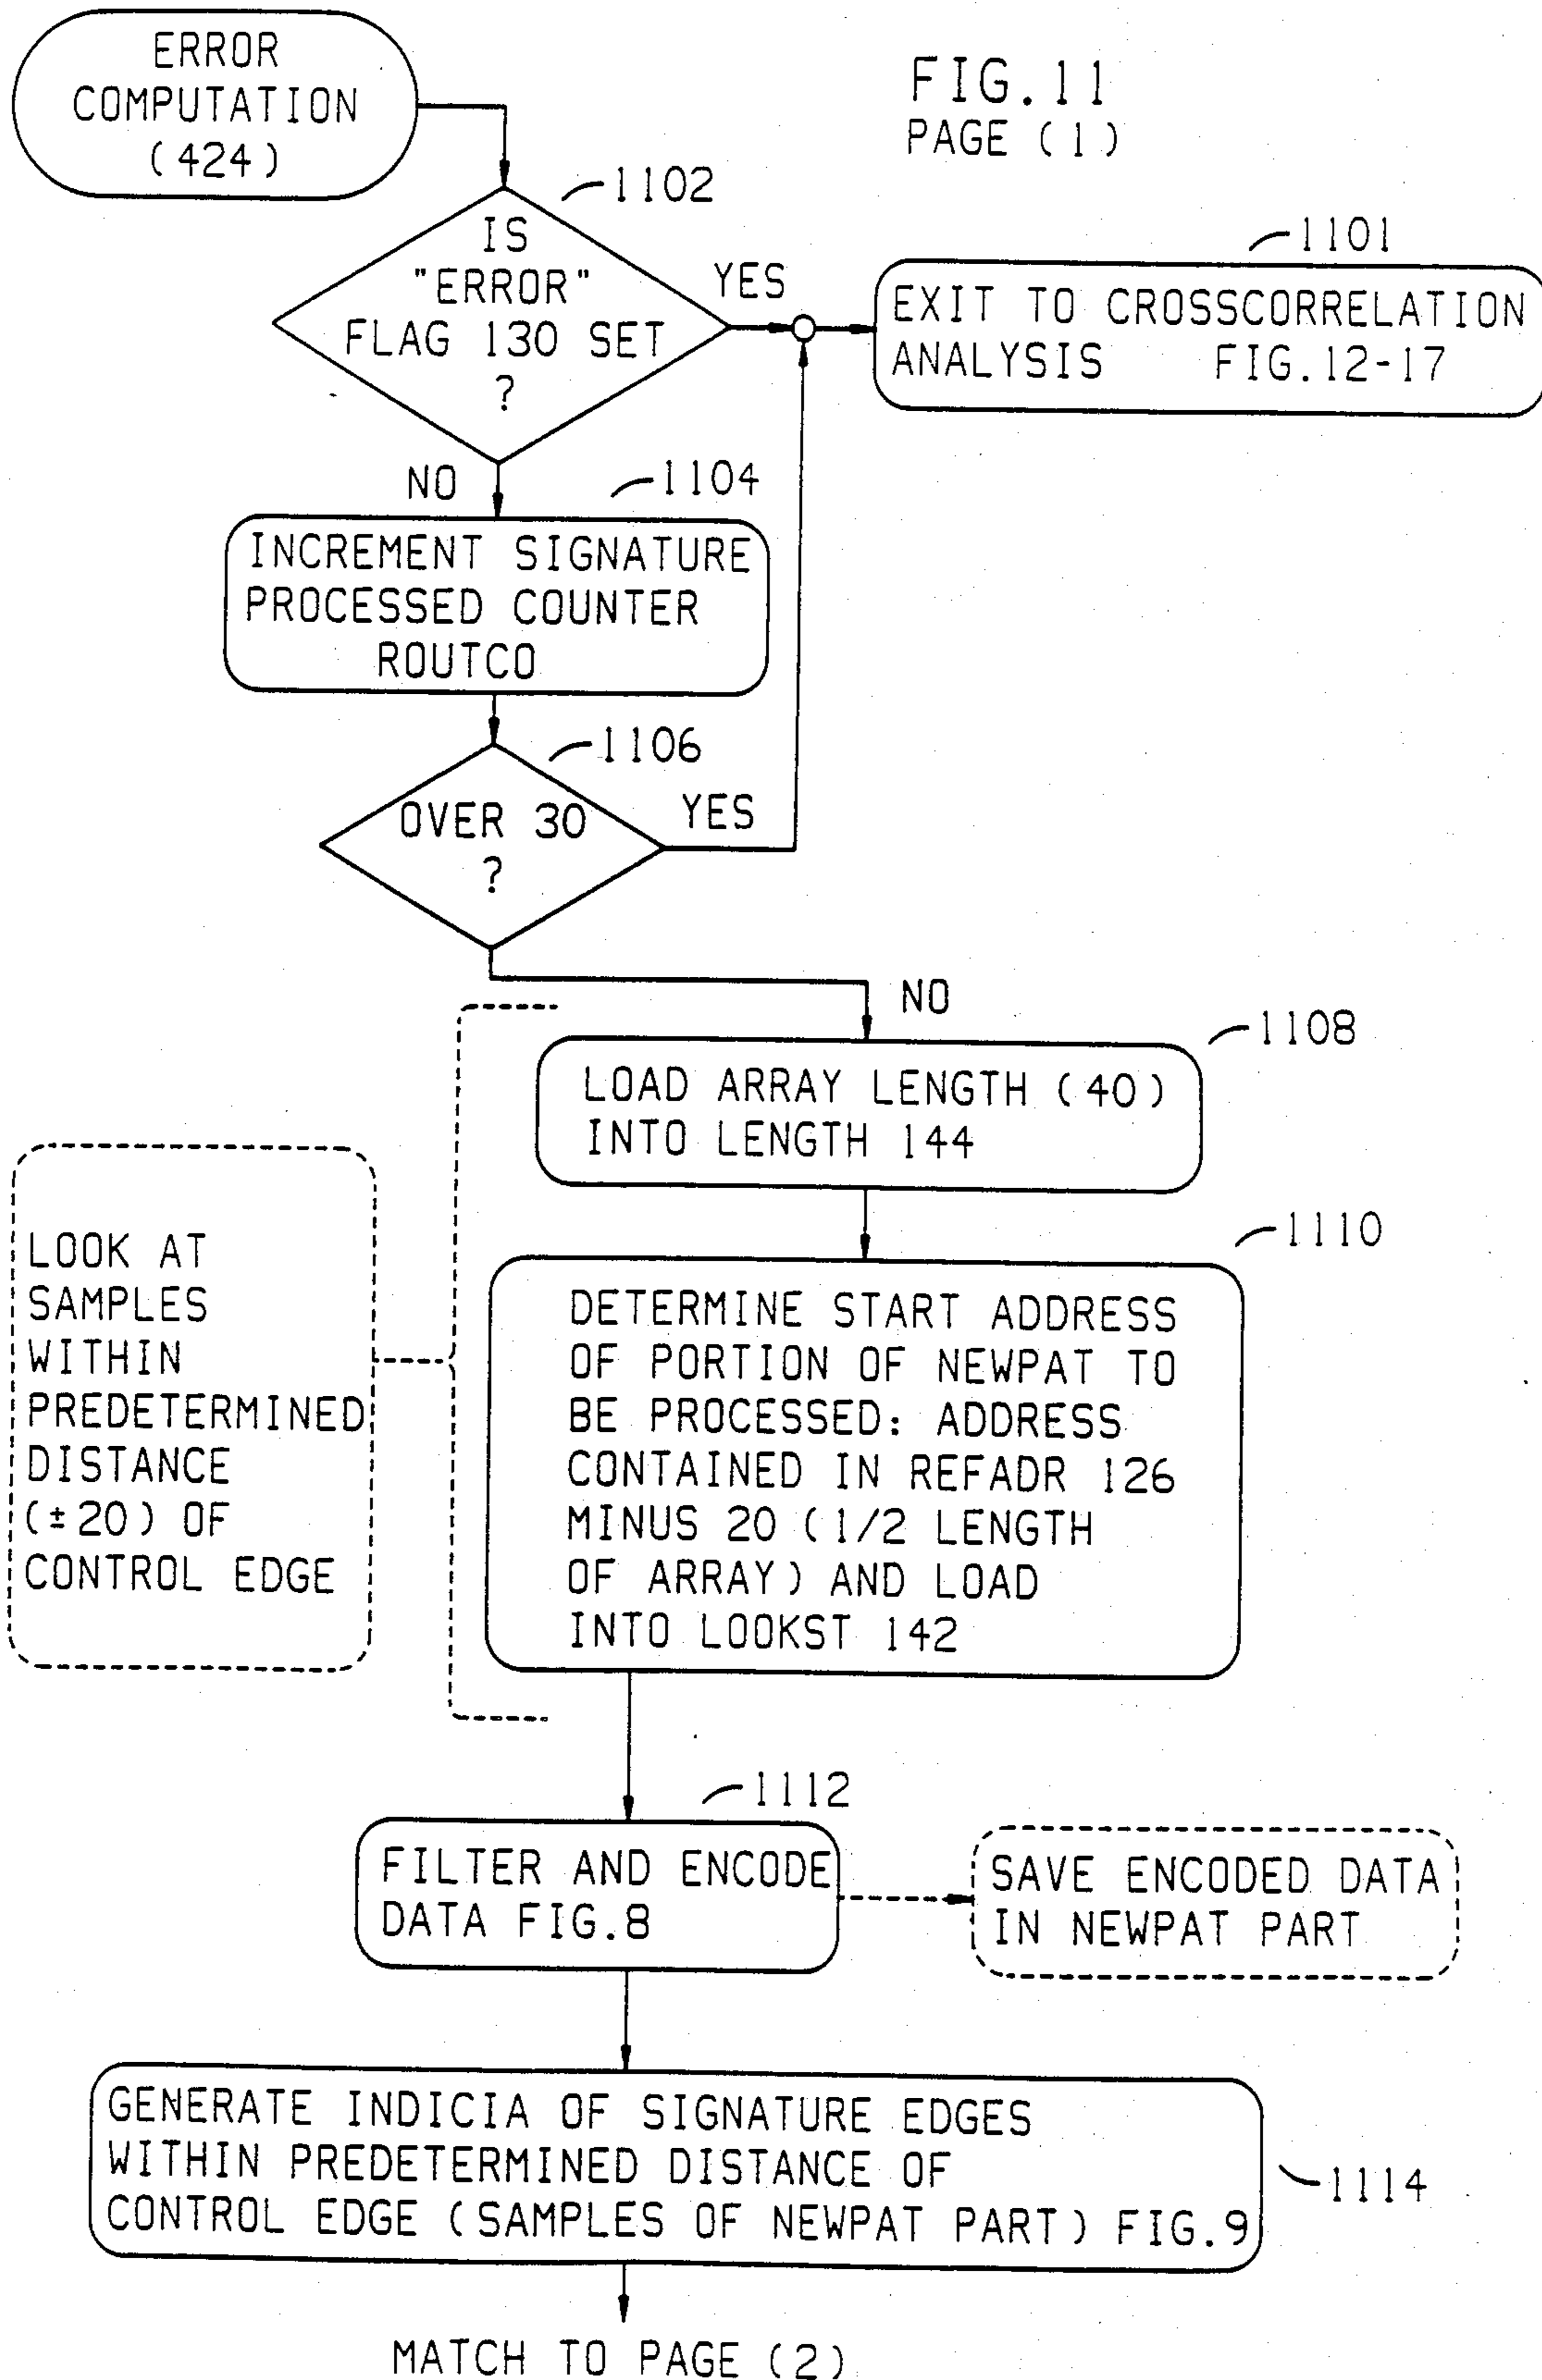 ERROR
COMPUTATION
(424)
FIG.11
PAGE (1)
1102
IS
"ERROR"
FLAG 130 SET
?
YES
1101
EXIT TO CROSSCORRELATION
ANALYSIS FIG.12-17
NO
1104
INCREMENT SIGNATURE
PROCESSED COUNTER
ROUTCO
1106
OVER 30
?
YES
NO
1108
LOAD ARRAY LENGTH (40)
INTO LENGTH 144
LOOK AT
SAMPLES
WITHIN
PREDETERMINED
DISTANCE
(±20) OF
CONTROL EDGE
1110
DETERMINE START ADDRESS
OF PORTION OF NEWPAT TO
BE PROCESSED: ADDRESS
CONTAINED IN REFADR 126
MINUS 20 (1/2 LENGTH
OF ARRAY) AND LOAD
INTO LOOKST 142
1112
FILTER AND ENCODE
DATA FIG.8
SAVE ENCODED DATA
IN NEWPAT PART
GENERATE INDICIA OF SIGNATURE EDGES
WITHIN PREDETERMINED DISTANCE OF
CONTROL EDGE (SAMPLES OF NEWPAT PART) FIG.9
1114
MATCH TO PAGE (2)